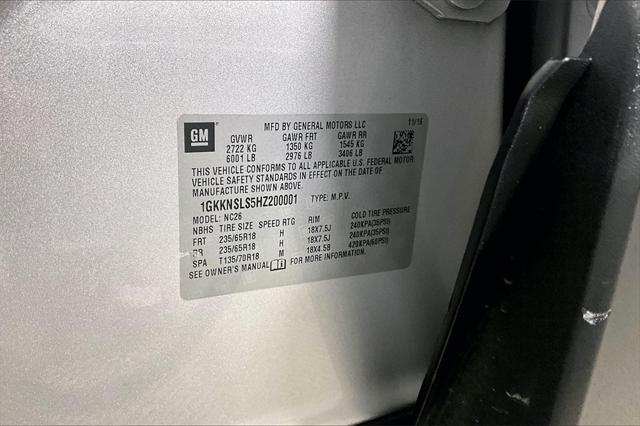 GM
MFD BY GENERAL MOTORS LLC 11/16
GVWR GAWR FRT GAWR RR
2722 KG 1350 KG 1545 KG
6001 LB 2976 LB 3406 LB
THIS VEHICLE CONFORMS TO ALL APPLICABLE U.S. FEDERAL MOTOR
VEHICLE SAFETY STANDARDS IN EFFECT ON THE DATE OF
MANUFACTURE SHOWN ABOVE.
1GKKNSLS5HZ200001 TYPE: M.P.V.
MODEL: NC26
NBHS TIRE SIZE SPEED RTG RIM COLD TIRE PRESSURE
FRT 235/65R18 H 18X7.5J 240KPA(35PSI)
RR 235/65R18 H 18X7.5J 240KPA(35PSI)
SPA T135/70R18 M 18X4.5B 420KPA(60PSI)
SEE OWNER'S MANUAL FOR MORE INFORMATION.